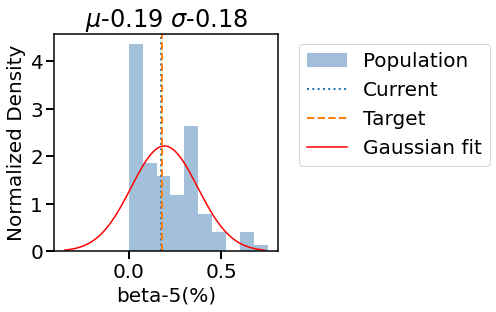 μ-0.19 σ-0.18
Normalized Density
4
3
2
1
0
0.0 0.5
beta-5(%)
Population
Current
Target
Gaussian fit